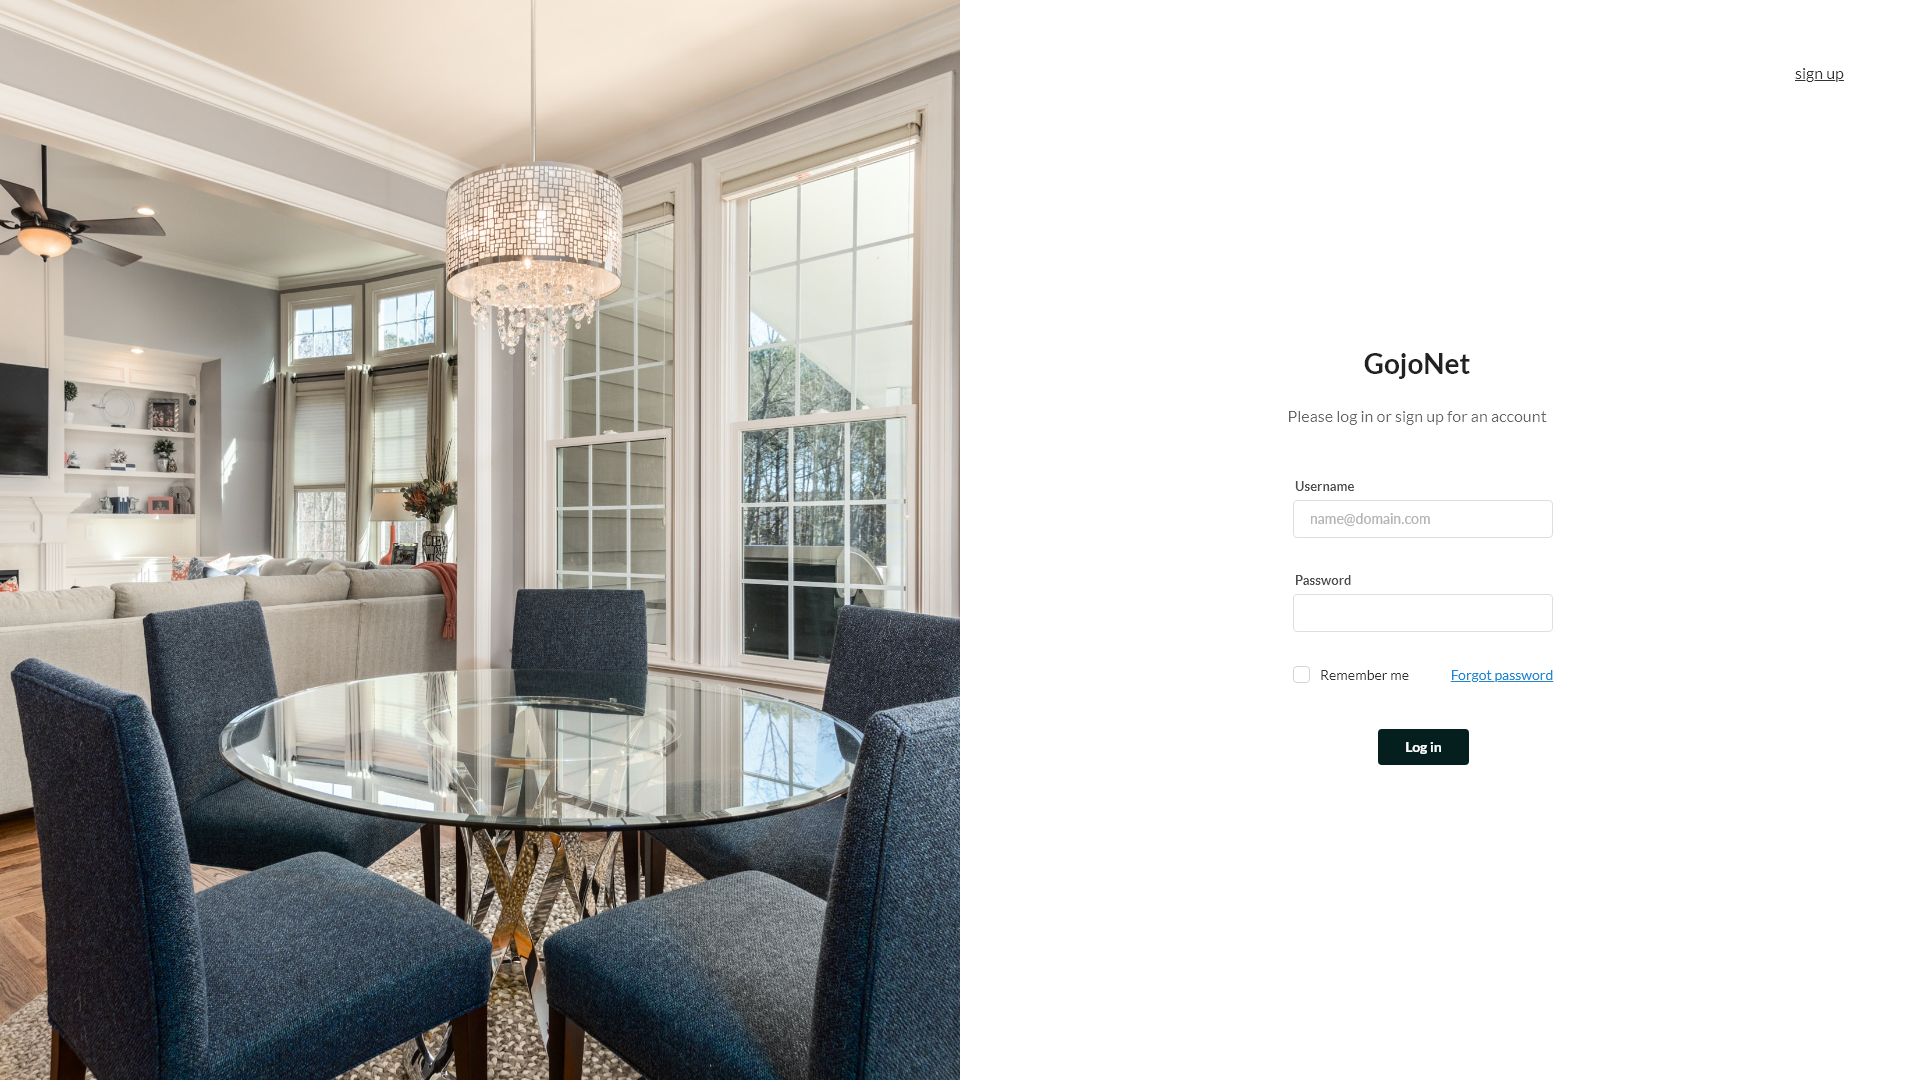 sign up
GojoNet
Please log in or sign up for an account
Username
name@domain.com
Password
Remember me
Forgot password
Log in